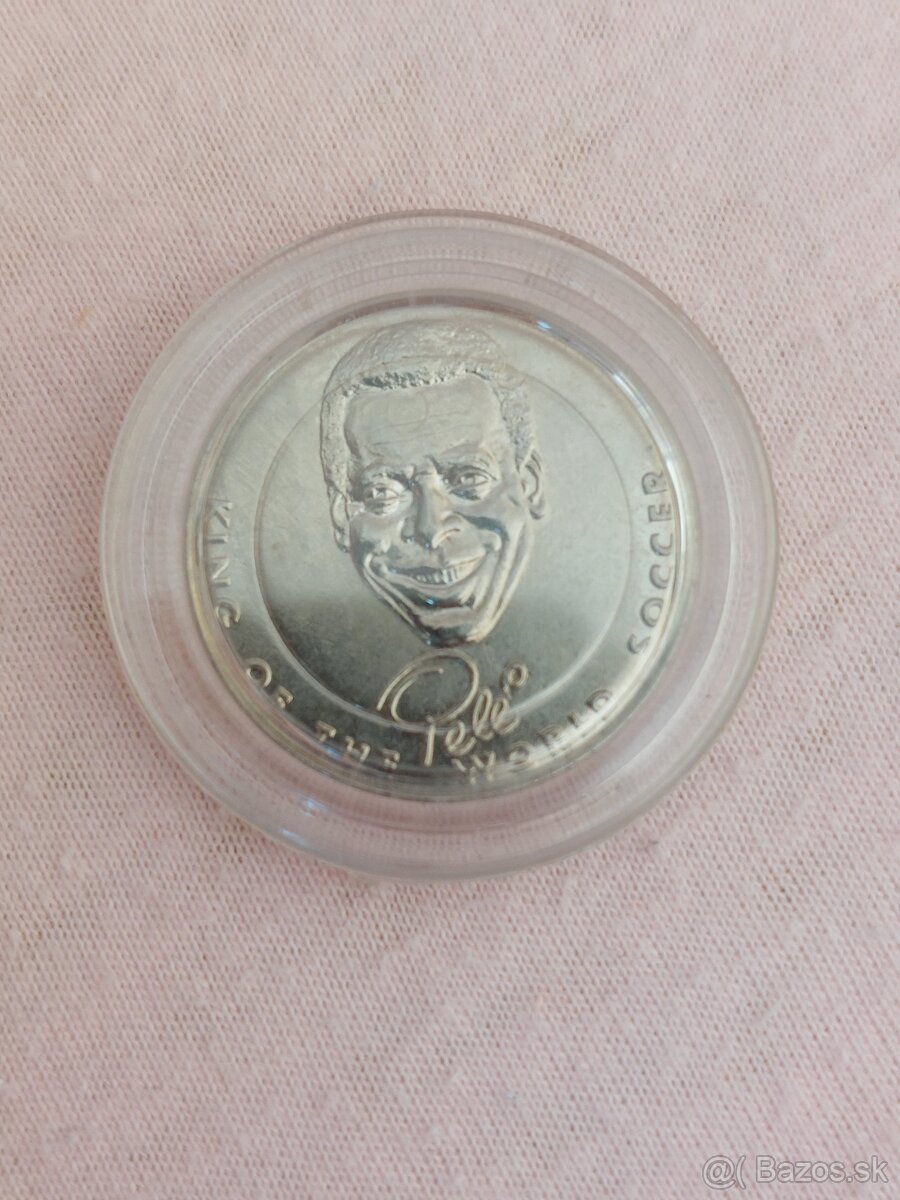 Pelé
KING OF THE WORLD SOCCER
@( Bazos.sk